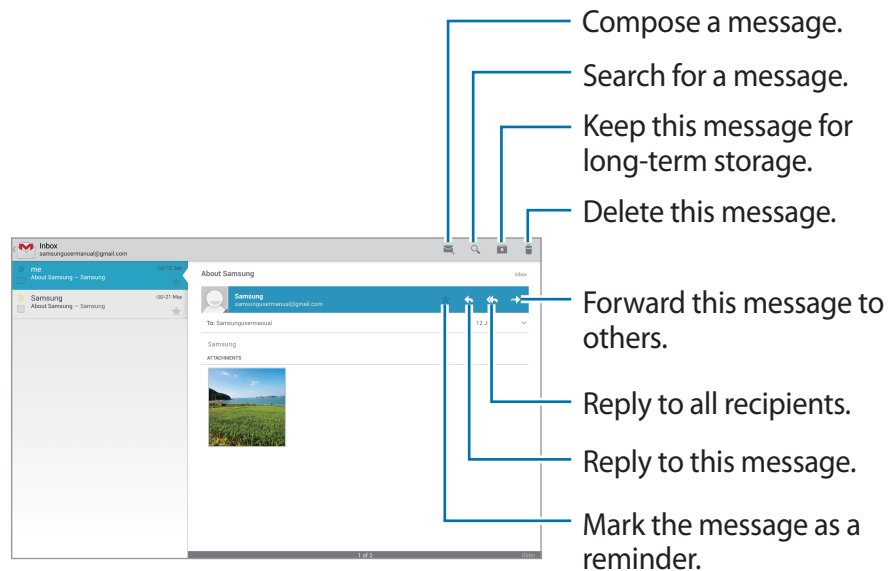 Compose a message.
Search for a message.
Keep this message for
long-term storage.
Delete this message.
Inbox
samsungusermanual@gmail.com
me
About Samsung – Samsung
Samsung
21 May
About Samsung – Samsung
About Samsung
Inbox
Samsung
samsungusermanual@gmail.com
To: Samsungusermanual
12 J
Samsung
ATTACHMENTS
1 of 2
Older
Forward this message to
others.
Reply to all recipients.
Reply to this message.
Mark the message as a
reminder.